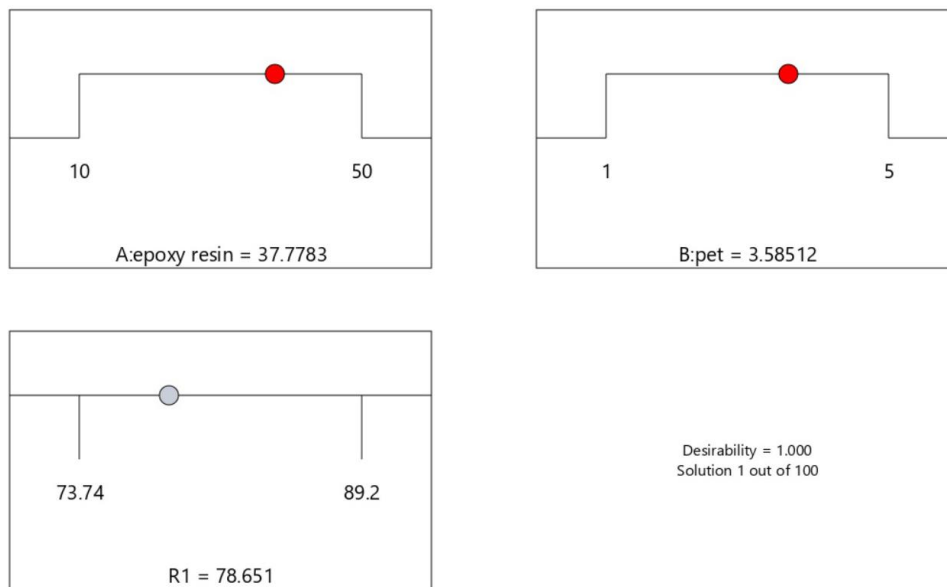 10 50
A:epoxy resin = 37.7783
1 5
B:pet = 3.58512
73.74 89.2
R1 = 78.651
Desirability = 1.000
Solution 1 out of 100